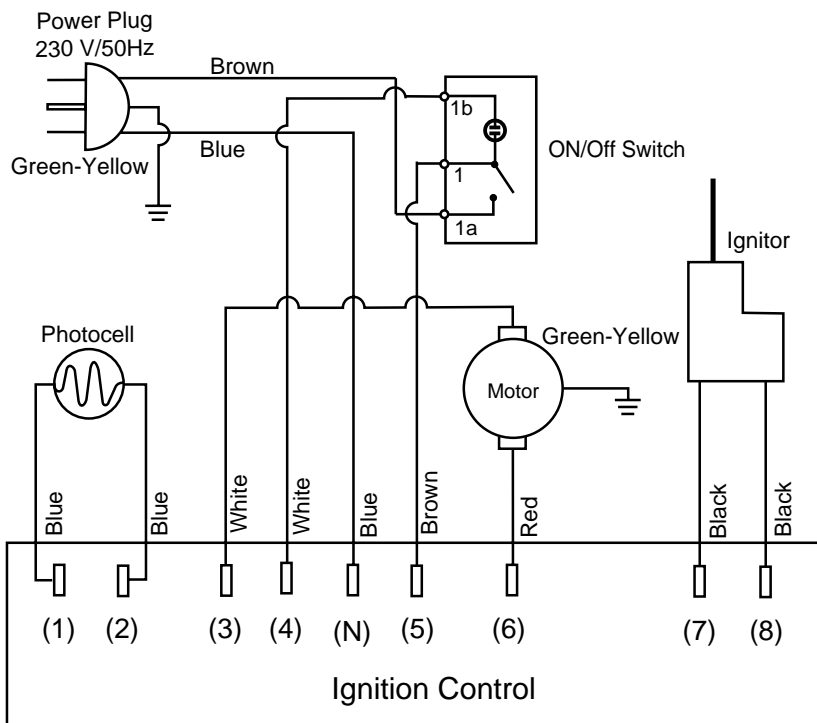 Power Plug
230 V/50Hz
Brown
Blue
Green-Yellow
1b
1
1a
ON/Off Switch
Ignitor
Photocell
Green-Yellow
Motor
Blue
Blue
White
White
Blue
Brown
Red
Black
Black
(1)
(2)
(3)
(4)
(N)
(5)
(6)
(7)
(8)
Ignition Control